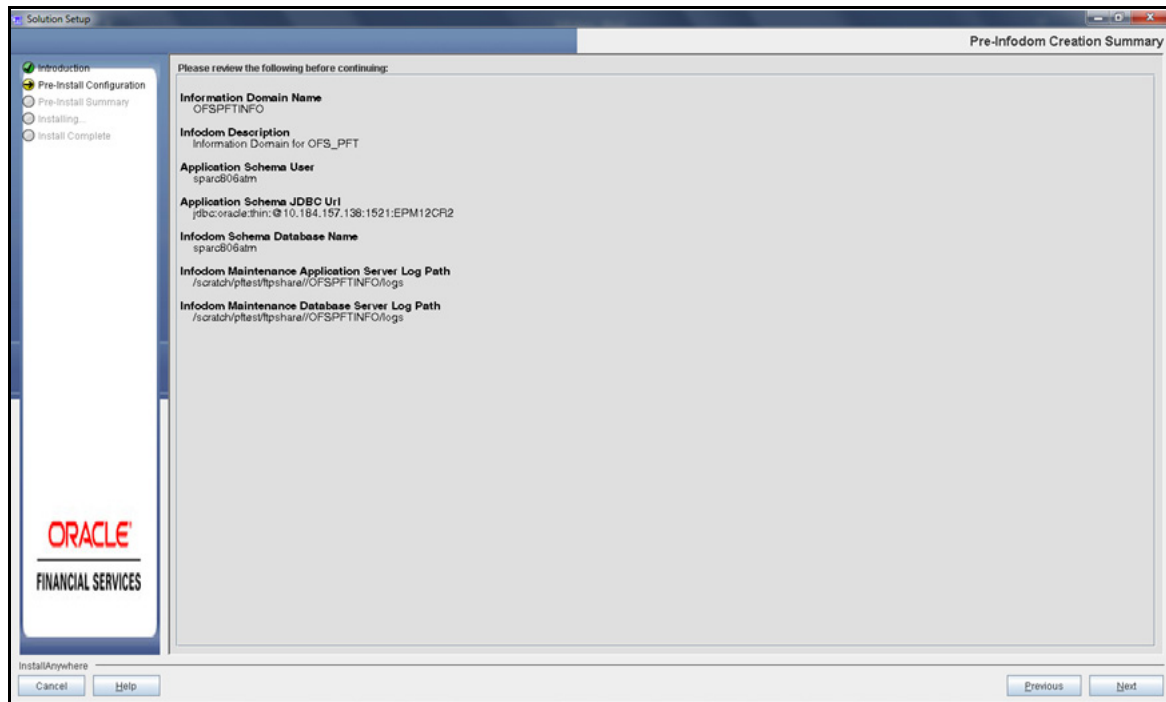 Solution Setup
Pre-Infodom Creation Summary
Introduction
Pre-Install Configuration
Pre-Install Summary
Installing...
Install Complete
Please review the following before continuing:
Information Domain Name
OFSPFTINFO
Infodom Description
Information Domain for OFS_PFT
Application Schema User
sparc806atm
Application Schema JDBC Url
jdbc:oracle:thin:@10.184.157.138:1521:EPM12CR2
Infodom Schema Database Name
sparc806atm
Infodom Maintenance Application Server Log Path
/scratch/pftest/ftpshare//OFSPFTINFO/logs
Infodom Maintenance Database Server Log Path
/scratch/pftest/ftpshare//OFSPFTINFO/logs
ORACLE
FINANCIAL SERVICES
InstallAnywhere
Cancel Help Previous Next